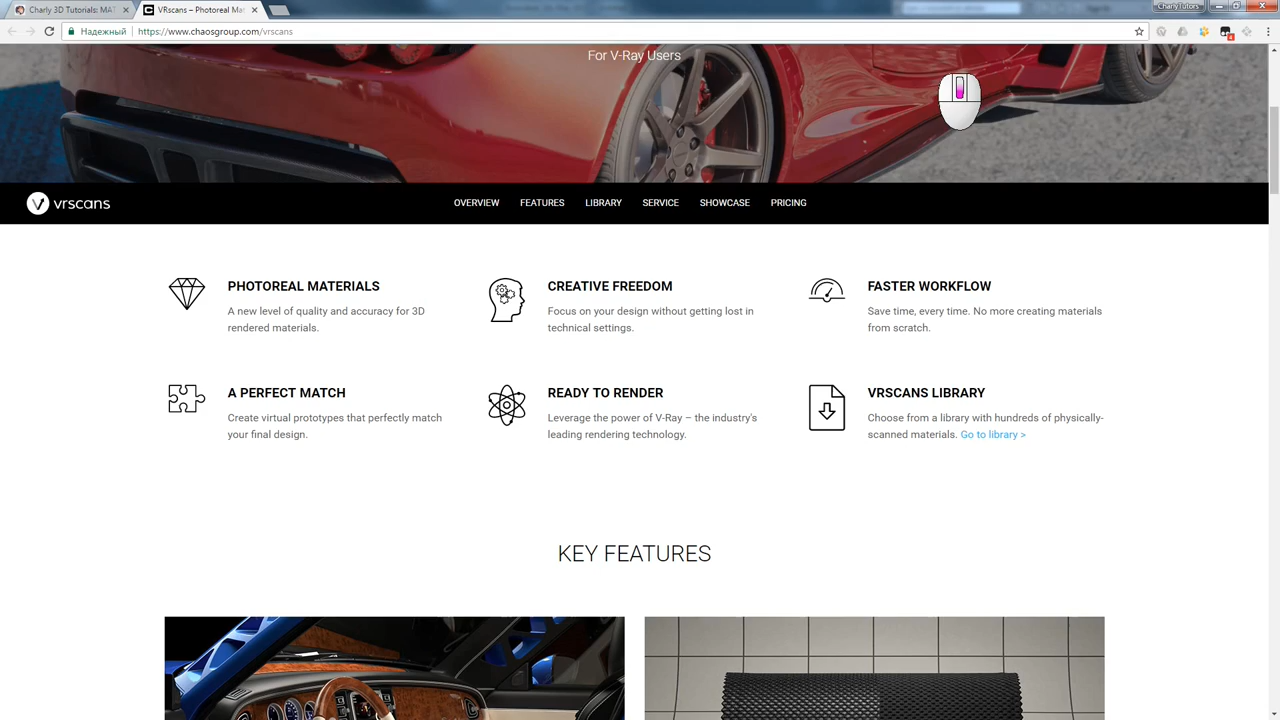 Charly 3D Tutorials: MAT
VRscans – Photoreal Mat
CharlyTutors
Надежный
https://www.chaosgroup.com/vrscans
4
For V-Ray Users
vrscans
OVERVIEW FEATURES LIBRARY SERVICE SHOWCASE PRICING
PHOTOREAL MATERIALS
A new level of quality and accuracy for 3D
rendered materials.
CREATIVE FREEDOM
Focus on your design without getting lost in
technical settings.
FASTER WORKFLOW
Save time, every time. No more creating materials
from scratch.
A PERFECT MATCH
Create virtual prototypes that perfectly match
your final design.
READY TO RENDER
Leverage the power of V-Ray – the industry's
leading rendering technology.
VRSCANS LIBRARY
Choose from a library with hundreds of physically-
scanned materials. Go to library >
KEY FEATURES